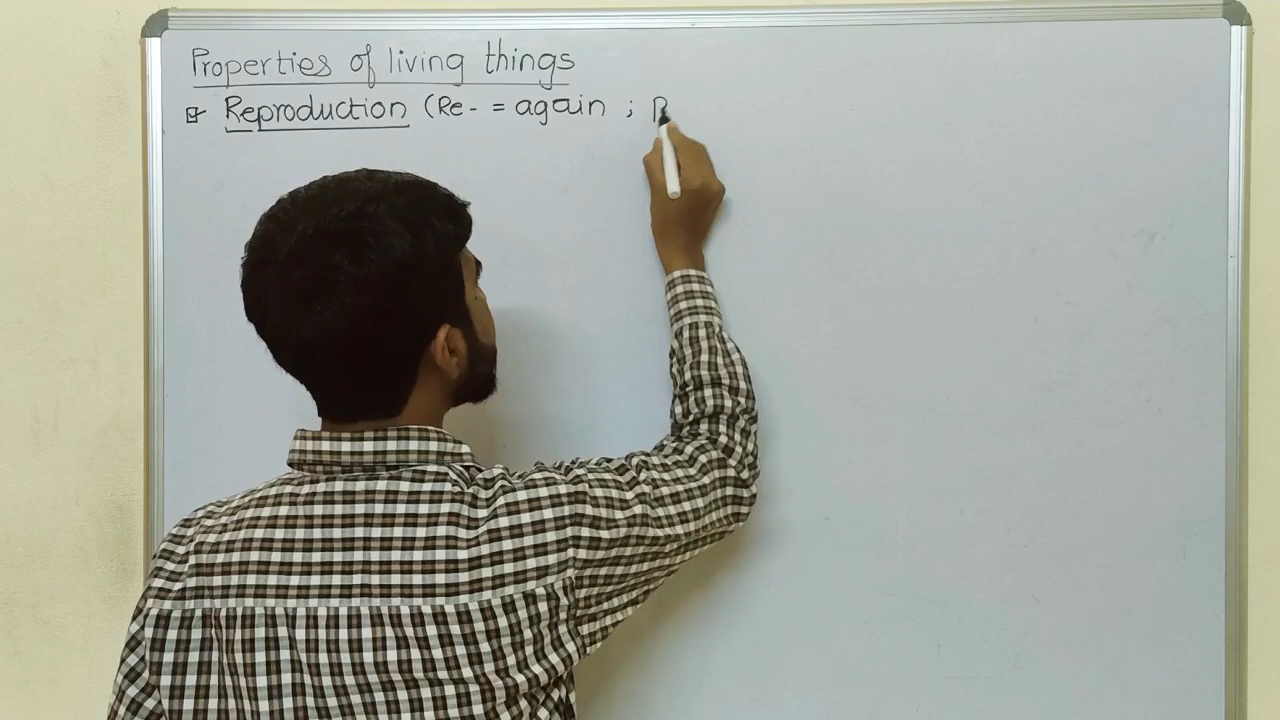 Properties of living things
Reproduction (Re- = again ; P